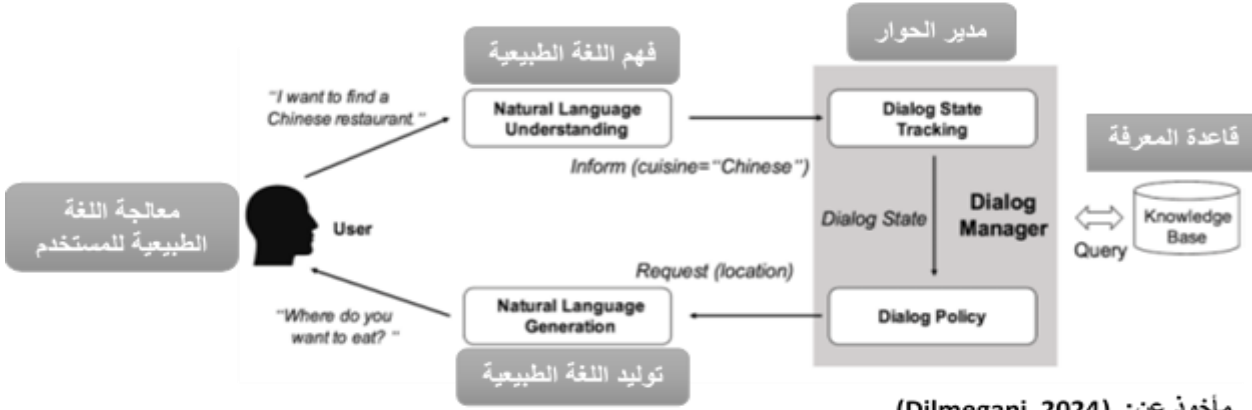 مدير الحوار
فهم اللغة الطبيعية
"I want to find a
Chinese restaurant."
Natural Language
Understanding
Dialog State
Tracking
قاعدة المعرفة
Inform (cuisine="Chinese")
معالجة اللغة
الطبيعية للمستخدم
User
Dialog State
Dialog
Manager
Query
Knowledge
Base
Request (location)
"Where do you
want to eat? "
Natural Language
Generation
Dialog Policy
توليد اللغة الطبيعية
مأخوذ عن: (Dilmegani, 2024)